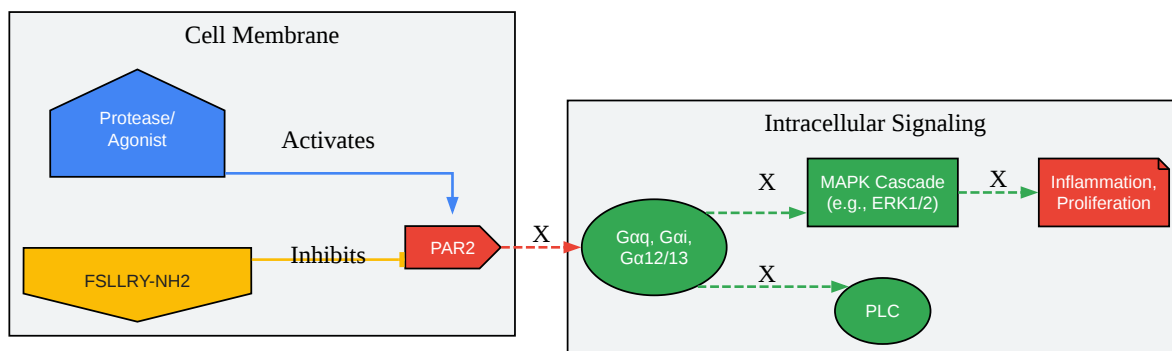 Cell Membrane
Protease/
Agonist
Activates
FSLLRY-NH2
Inhibits
PAR2
X
Intracellular Signaling
Gαq, Gαi,
Gα12/13
X
MAPK Cascade
(e.g., ERK1/2)
X
Inflammation,
Proliferation
X
PLC